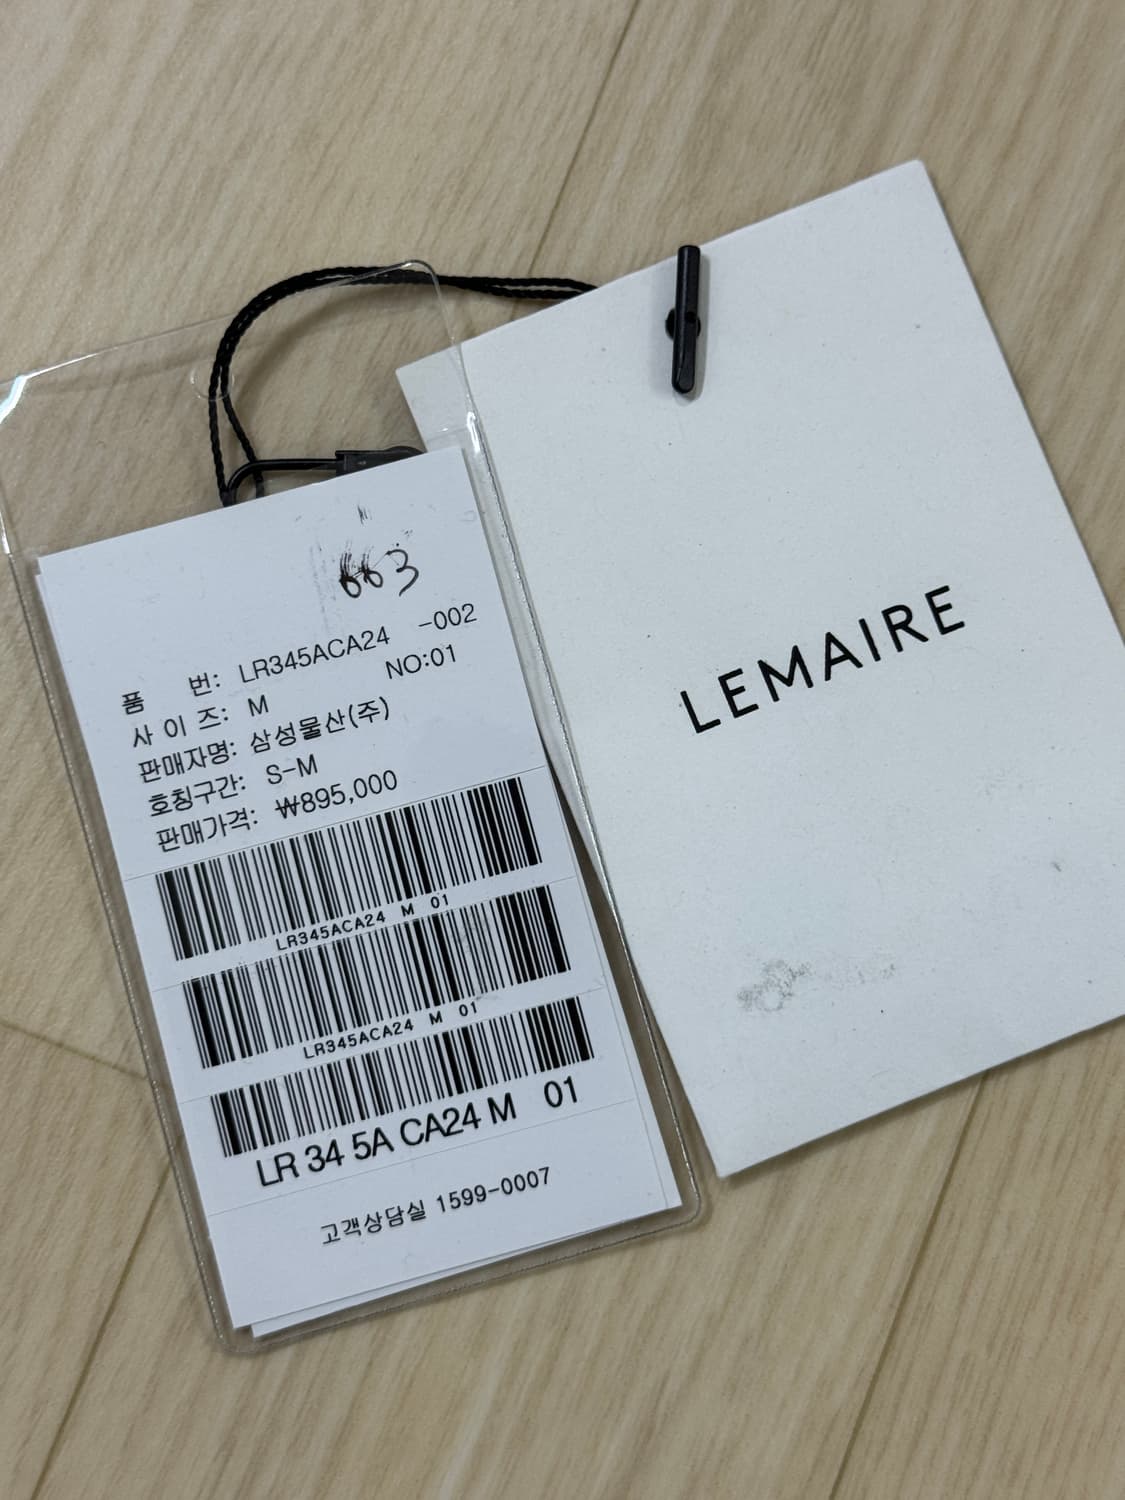 663
품 번: LR345ACA24 -002
사 이 즈: M NO:01
판매자명: 삼성물산(주)
호칭구간: S-M
판매가격: ₩895,000
LR345ACA24 M 01
LR345ACA24 M 01
LR 34 5A CA24 M 01
고객상담실 1599-0007
LEMAIRE